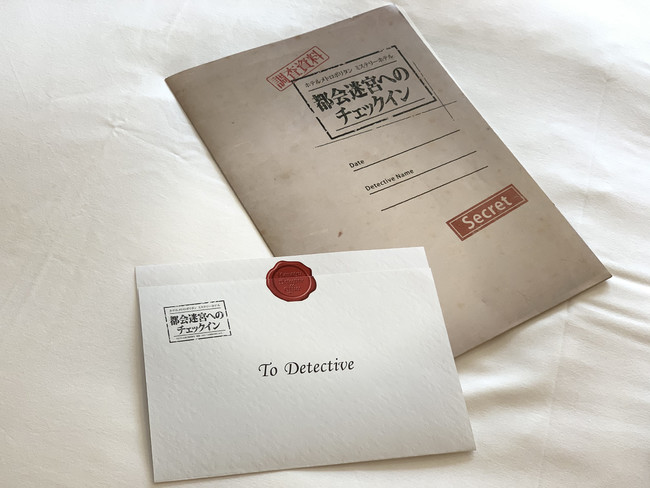 調査資料
ホテルメトロポリタン ミステリーホテル
都会迷宮への
チェックイン
Date
Detective Name
Secret
都会迷宮への
チェックイン
To Detective